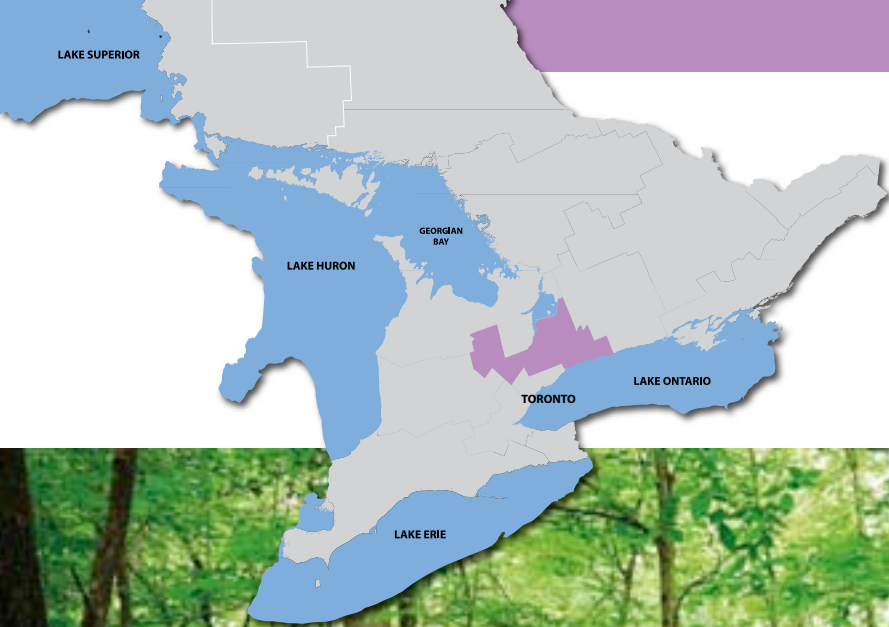 LAKE SUPERIOR
GEORGIAN
BAY
LAKE HURON
LAKE ONTARIO
TORONTO
LAKE ERIE